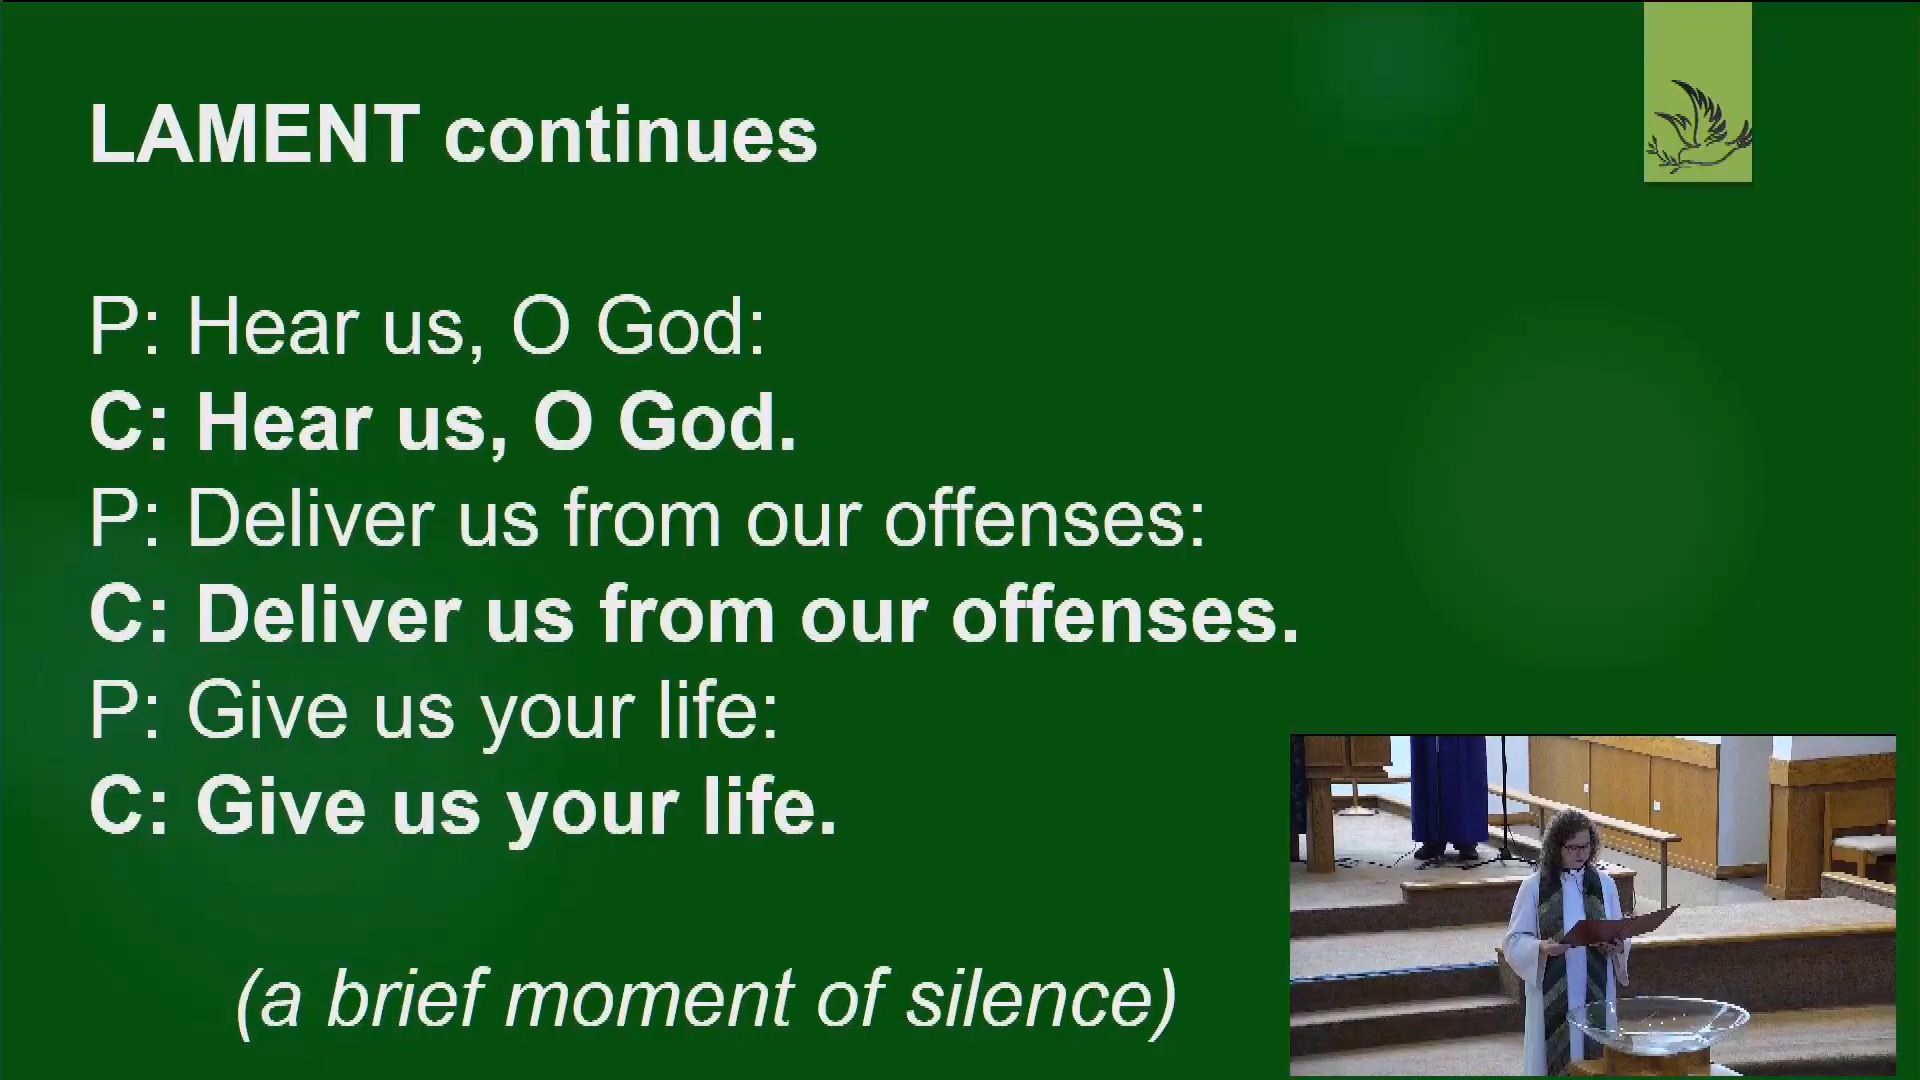 LAMENT continues
P: Hear us, O God:
C: Hear us, O God.
P: Deliver us from our offenses:
C: Deliver us from our offenses.
P: Give us your life:
C: Give us your life.
(a brief moment of silence)